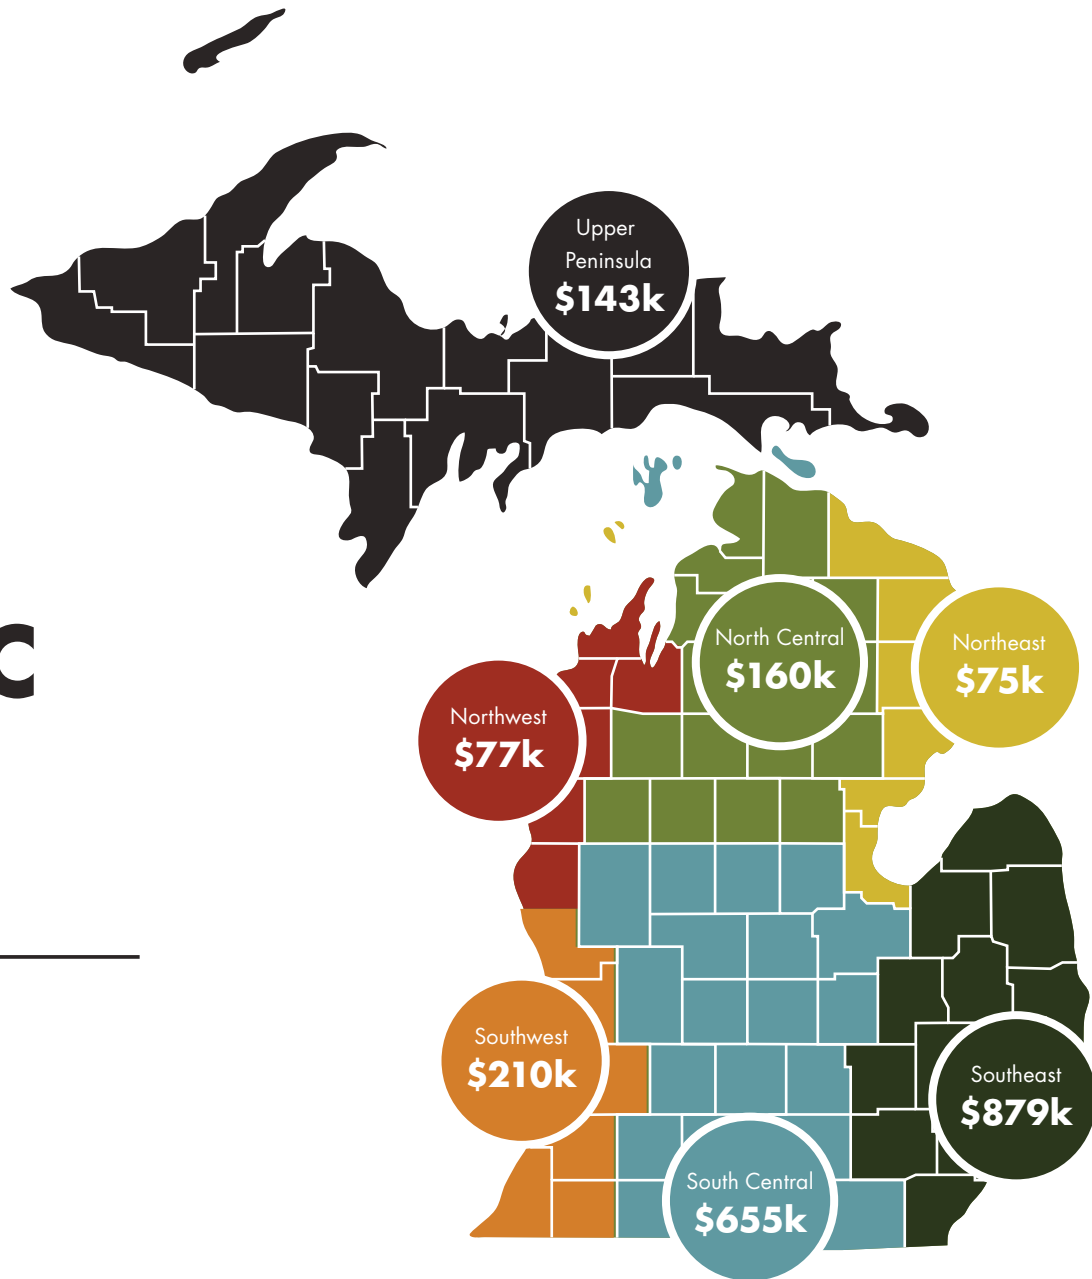 Upper
Peninsula
$143k
North Central
$160k
Northeast
$75k
Northwest
$77k
Southwest
$210k
Southeast
$879k
South Central
$655k